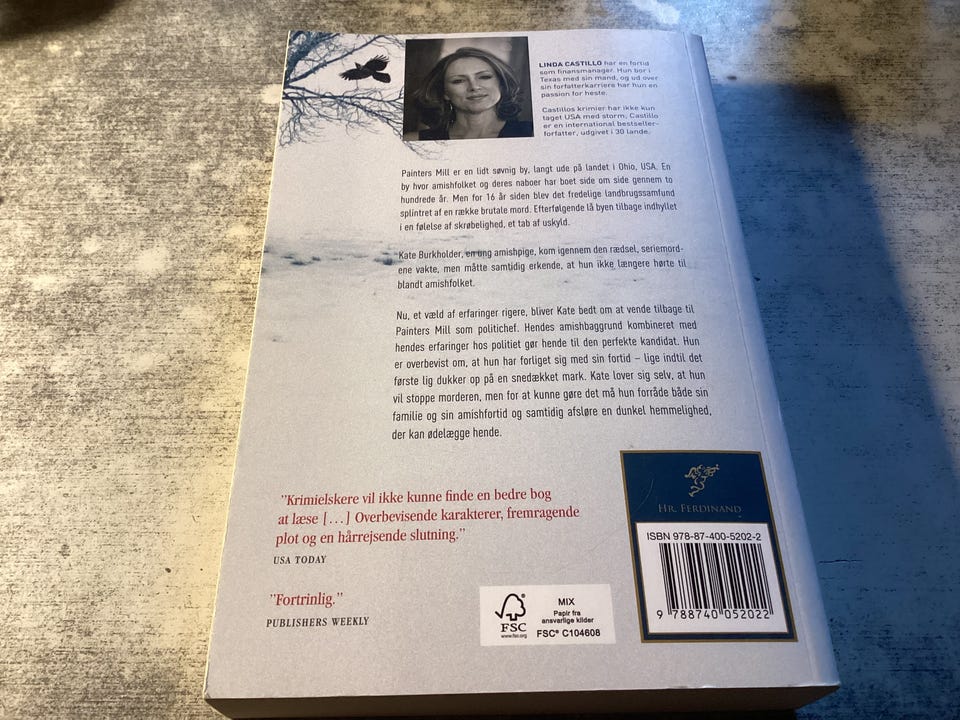 LINDA CASTILLO har en fortid
som finansmanager. Hun bor i
Texas med sin mand, og ud over
sin forfatterkarriere har hun en
passion for heste.
Castillos krimier har ikke kun
taget USA med storm; Castillo
er en international bestseller-
forfatter, udgivet i 30 lande.
Painters Mill er en lidt søvnig by, langt ude på landet i Ohio, USA. En
by hvor amishfolket og deres naboer har boet side om side gennem to
hundrede år. Men for 16 år siden blev det fredelige landbrugssamfund
splintret af en række brutale mord. Efterfølgende lå byen tilbage indhyllet
i en følelse af skrøbelighed, et tab af uskyld.
Kate Burkholder, en ung amishpige, kom igennem den rædsel, seriemord-
ene vakte, men måtte samtidig erkende, at hun ikke længere hørte til
blandt amishfolket.
Nu, et væld af erfaringer rigere, bliver Kate bedt om at vende tilbage til
Painters Mill som politichef. Hendes amishbaggrund kombineret med
hendes erfaringer hos politiet gør hende til den perfekte kandidat. Hun
er overbevist om, at hun har forliget sig med sin fortid – lige indtil det
første lig dukker op på en snedækket mark. Kate lover sig selv, at hun
vil stoppe morderen, men for at kunne gøre det må hun forråde både sin
familie og sin amishfortid og samtidig afsløre en dunkel hemmelighed,
der kan ødelægge hende.
"Krimielskere vil ikke kunne finde en bedre bog
at læse [...] Overbevisende karakterer, fremragende
plot og en hårrejsende slutning."
USA TODAY
"Fortrinlig."
PUBLISHERS WEEKLY
FSC
www.fsc.org
MIX
Papir fra
ansvarlige kilder
FSC® C104608
HR. FERDINAND
ISBN 978-87-400-5202-2
9 788740 052022